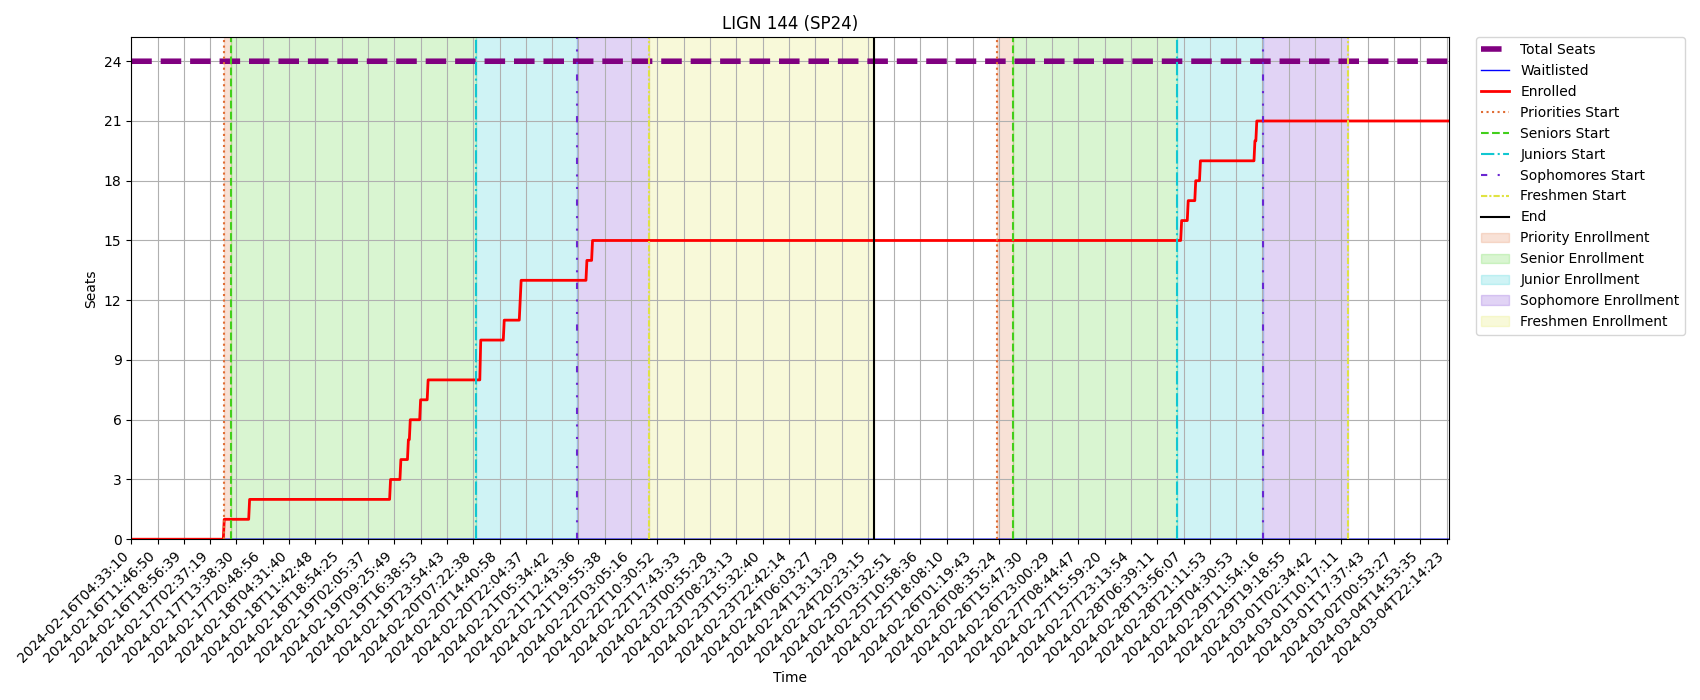 LIGN 144 (SP24)
Seats
24
21
18
15
12
9
6
3
0
2024-02-16T04:33:10
2024-02-16T11:46:50
2024-02-16T18:56:39
2024-02-17T02:37:19
2024-02-17T13:38:30
2024-02-17T20:48:56
2024-02-18T04:31:40
2024-02-18T11:42:48
2024-02-18T18:54:25
2024-02-19T02:05:37
2024-02-19T09:25:49
2024-02-19T16:38:53
2024-02-19T23:54:43
2024-02-20T07:22:38
2024-02-20T14:40:58
2024-02-20T22:04:37
2024-02-21T05:34:42
2024-02-21T12:43:36
2024-02-21T19:55:38
2024-02-22T03:05:16
2024-02-22T10:30:52
2024-02-22T17:43:33
2024-02-23T00:55:28
2024-02-23T08:23:13
2024-02-23T15:32:40
2024-02-23T22:42:14
2024-02-24T06:03:27
2024-02-24T13:13:29
2024-02-24T20:23:15
2024-02-25T03:32:51
2024-02-25T10:58:36
2024-02-25T18:08:10
2024-02-26T01:19:43
2024-02-26T08:35:24
2024-02-26T15:47:30
2024-02-26T23:00:29
2024-02-27T08:44:47
2024-02-27T15:59:20
2024-02-27T23:13:54
2024-02-28T06:39:11
2024-02-28T13:56:07
2024-02-28T21:11:53
2024-02-29T04:30:53
2024-02-29T11:54:16
2024-02-29T19:18:55
2024-03-01T02:34:42
2024-03-01T10:17:11
2024-03-01T17:37:43
2024-03-02T00:53:27
2024-03-04T14:53:35
2024-03-04T22:14:23
Time
Total Seats
Waitlisted
Enrolled
Priorities Start
Seniors Start
Juniors Start
Sophomores Start
Freshmen Start
End
Priority Enrollment
Senior Enrollment
Junior Enrollment
Sophomore Enrollment
Freshmen Enrollment